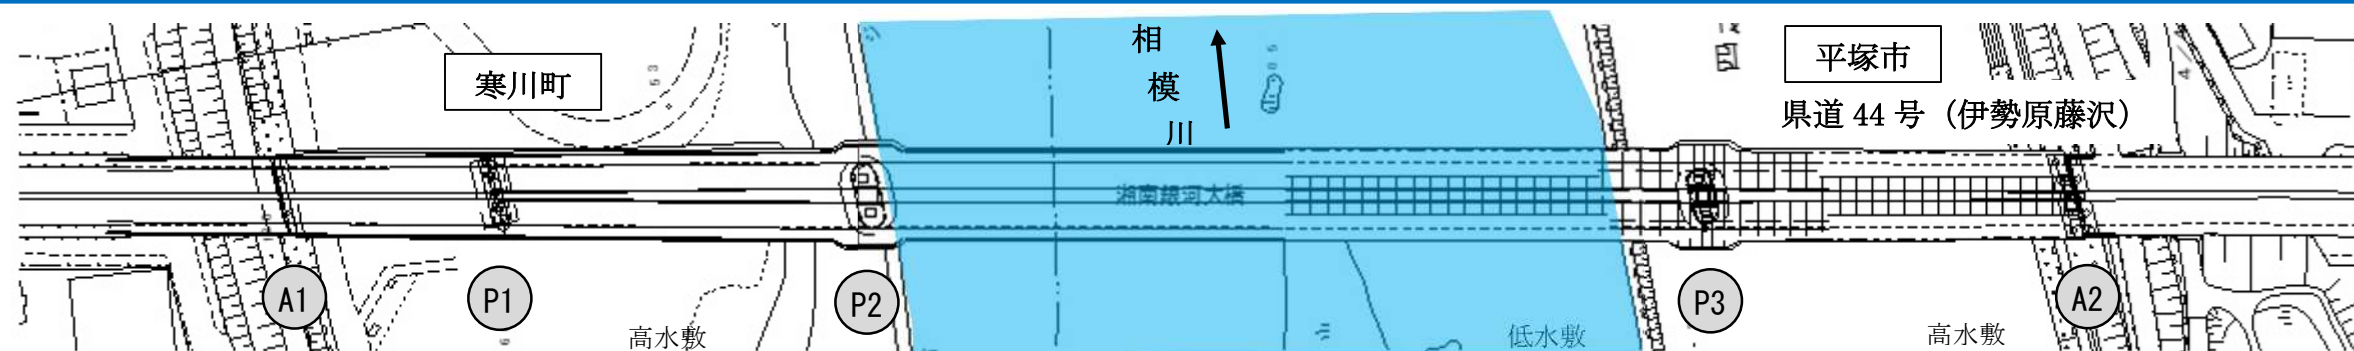 寒川町
相模川
平塚市
県道 44 号（伊勢原藤沢）
湘南銀河大橋
A1
P1
P2
P3
A2
高水敷
低水敷
高水敷